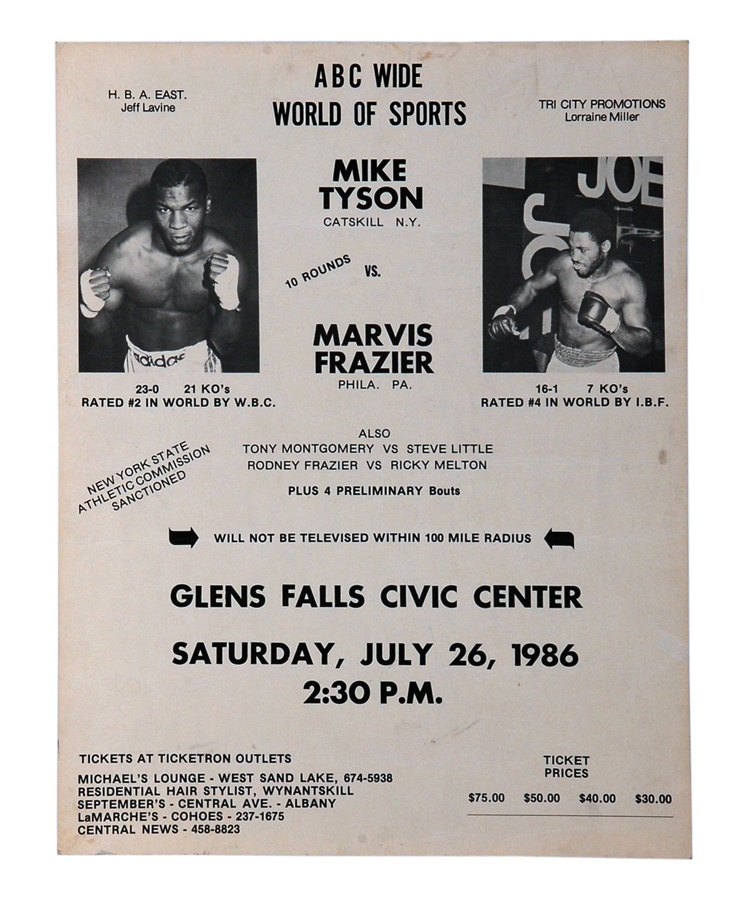 ABC WIDE
WORLD OF SPORTS
H. B. A. EAST.
Jeff Lavine
TRI CITY PROMOTIONS
Lorraine Miller
MIKE
TYSON
CATSKILL N.Y.
10 ROUNDS VS.
MARVIS
FRAZIER
PHILA. PA.
adidas
JOE
JO
23-0 21 KO's
RATED #2 IN WORLD BY W.B.C.
16-1 7 KO's
RATED #4 IN WORLD BY I.B.F.
ALSO
TONY MONTGOMERY VS STEVE LITTLE
RODNEY FRAZIER VS RICKY MELTON
PLUS 4 PRELIMINARY Bouts
NEW YORK STATE
ATHLETIC COMMISSION
SANCTIONED
WILL NOT BE TELEVISED WITHIN 100 MILE RADIUS
GLENS FALLS CIVIC CENTER
SATURDAY, JULY 26, 1986
2:30 P.M.
TICKETS AT TICKETRON OUTLETS
MICHAEL'S LOUNGE - WEST SAND LAKE, 674-5938
RESIDENTIAL HAIR STYLIST, WYNANTSKILL
SEPTEMBER'S - CENTRAL AVE. - ALBANY
LaMARCHE'S - COHOES - 237-1675
CENTRAL NEWS - 458-8823
TICKET
PRICES
$75.00 $50.00 $40.00 $30.00